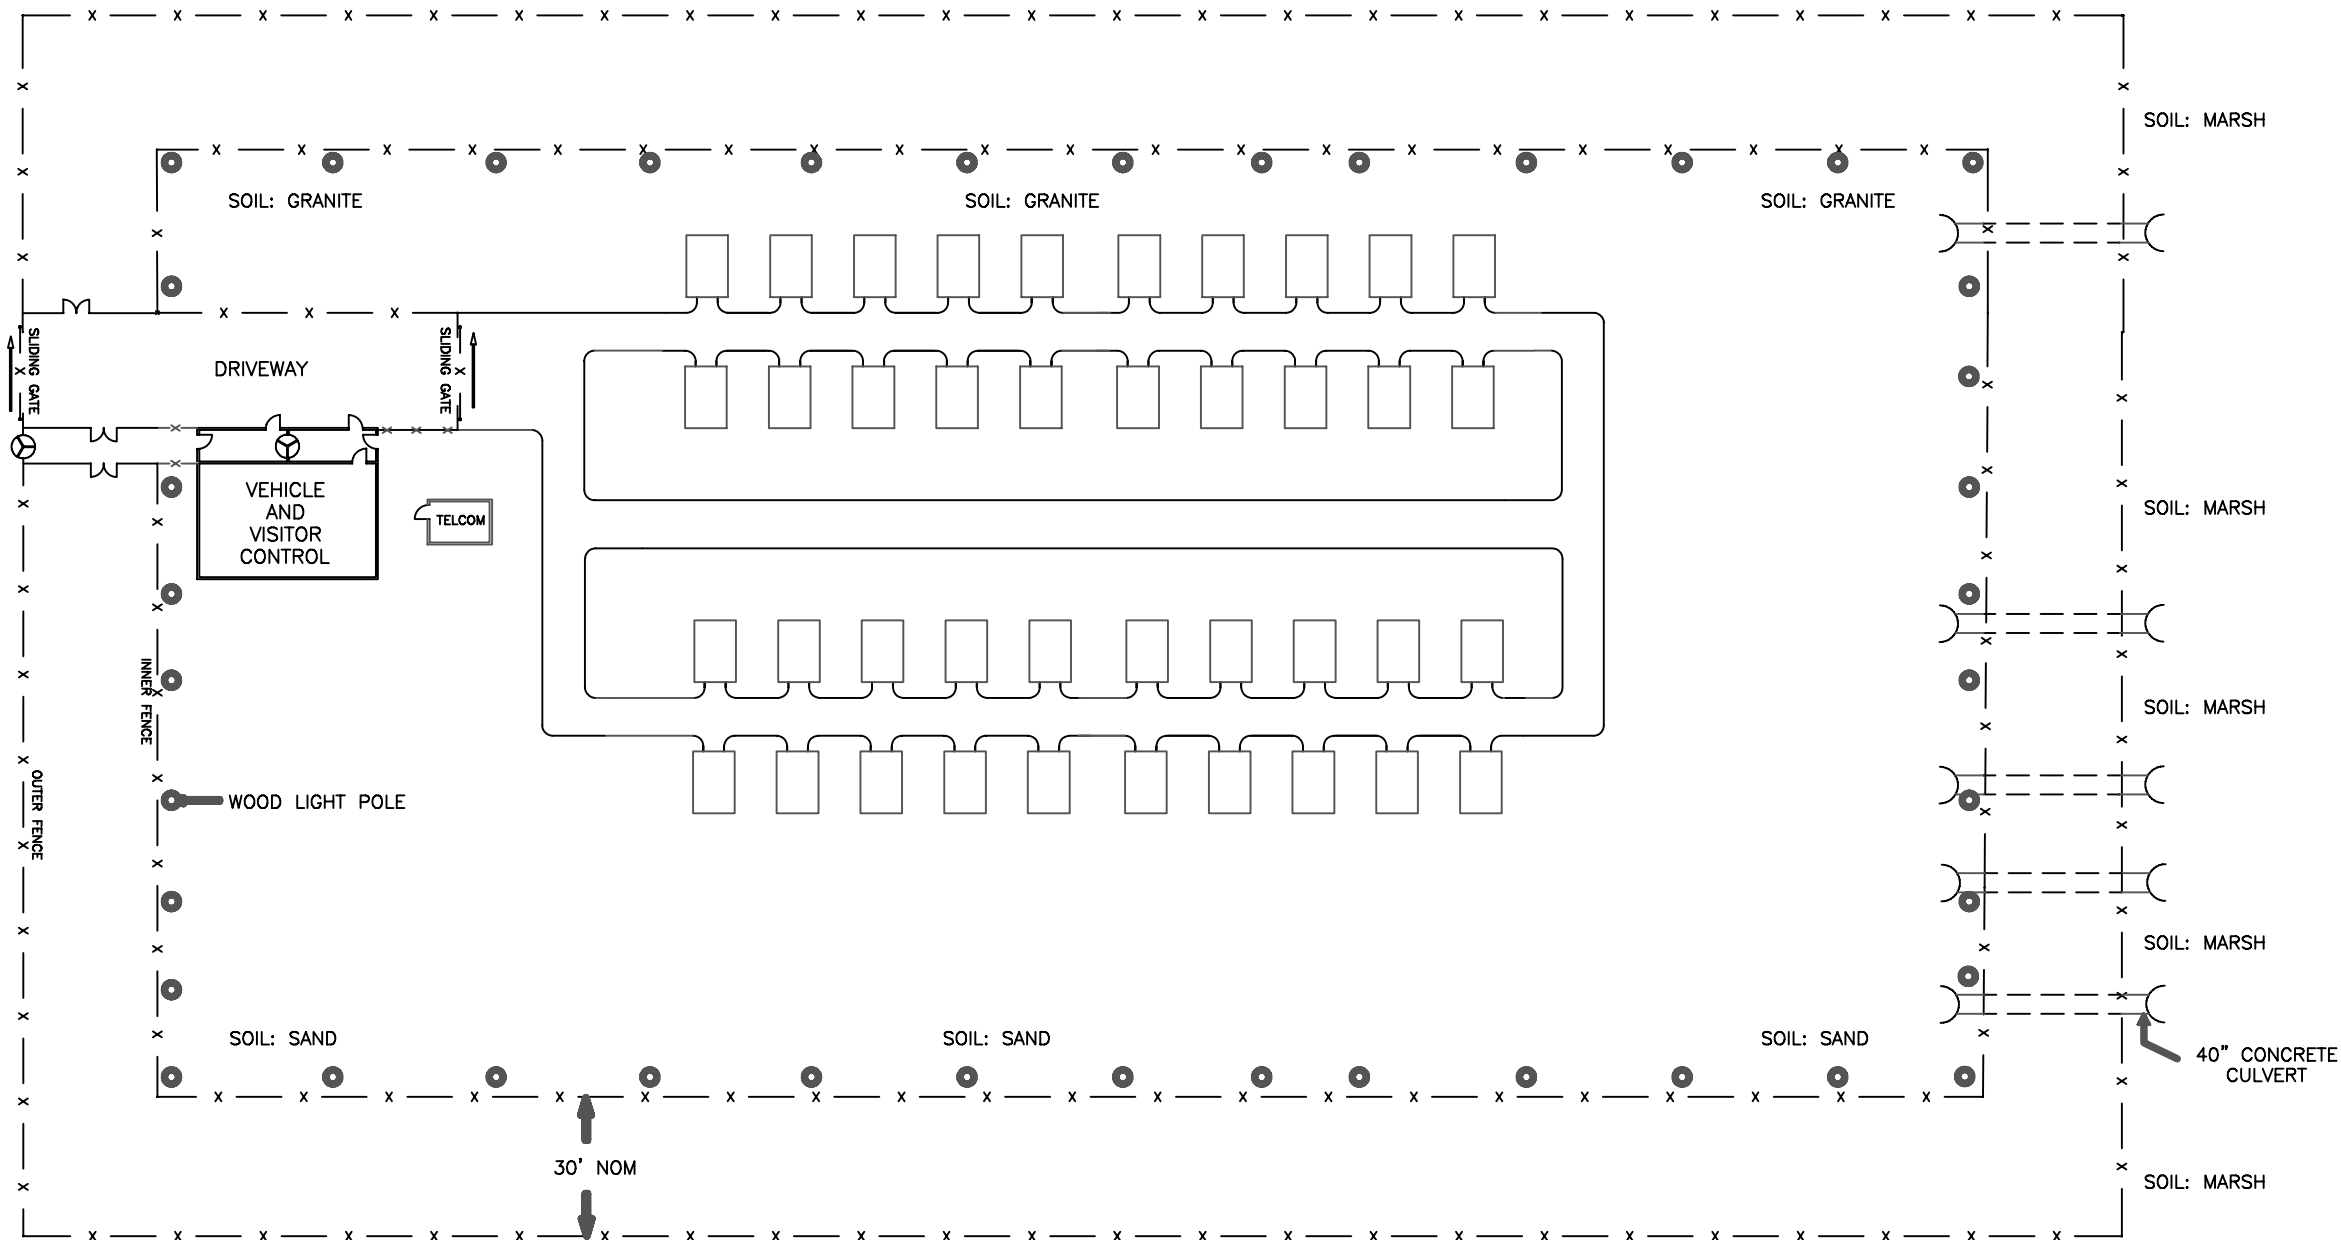 SOIL: MARSH
SOIL: GRANITE
SOIL: GRANITE
SOIL: GRANITE
SLIDING GATE
DRIVEWAY
SLIDING GATE
VEHICLE
AND
VISITOR
CONTROL
TELCOM
SOIL: MARSH
INNER FENCE
SOIL: MARSH
OUTER FENCE
WOOD LIGHT POLE
SOIL: MARSH
SOIL: SAND
SOIL: SAND
SOIL: SAND
40" CONCRETE
CULVERT
30' NOM
SOIL: MARSH